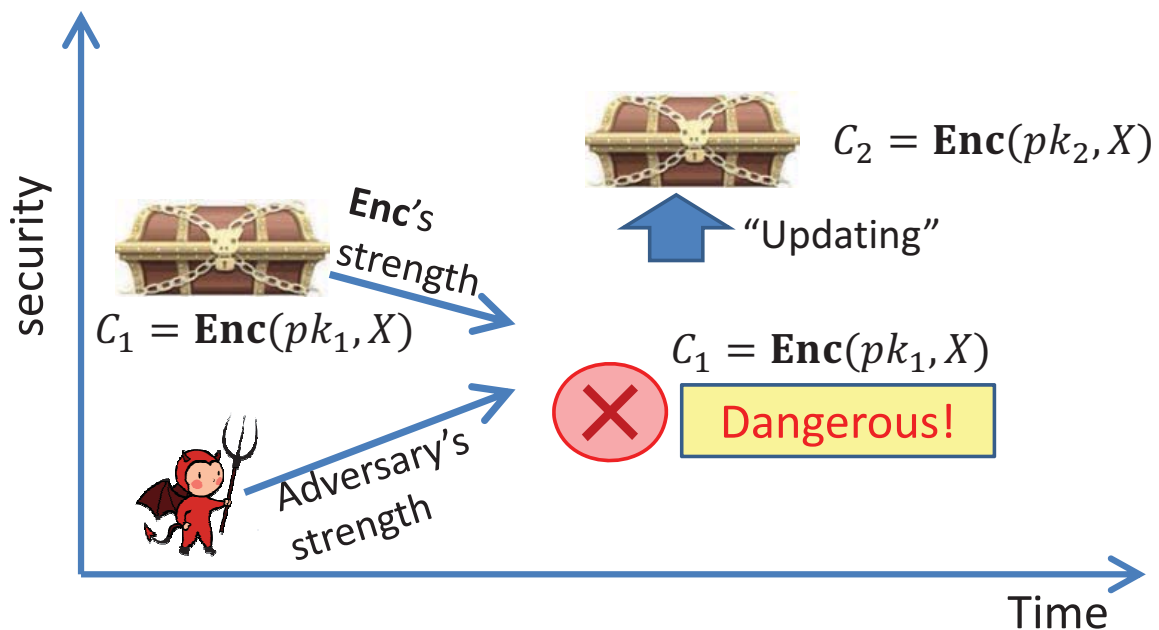 security
Enc's
strength
C₁ = Enc(pk₁, X)
Adversary's
strength
C₂ = Enc(pk₂, X)
“Updating”
C₁ = Enc(pk₁, X)
Dangerous!
Time